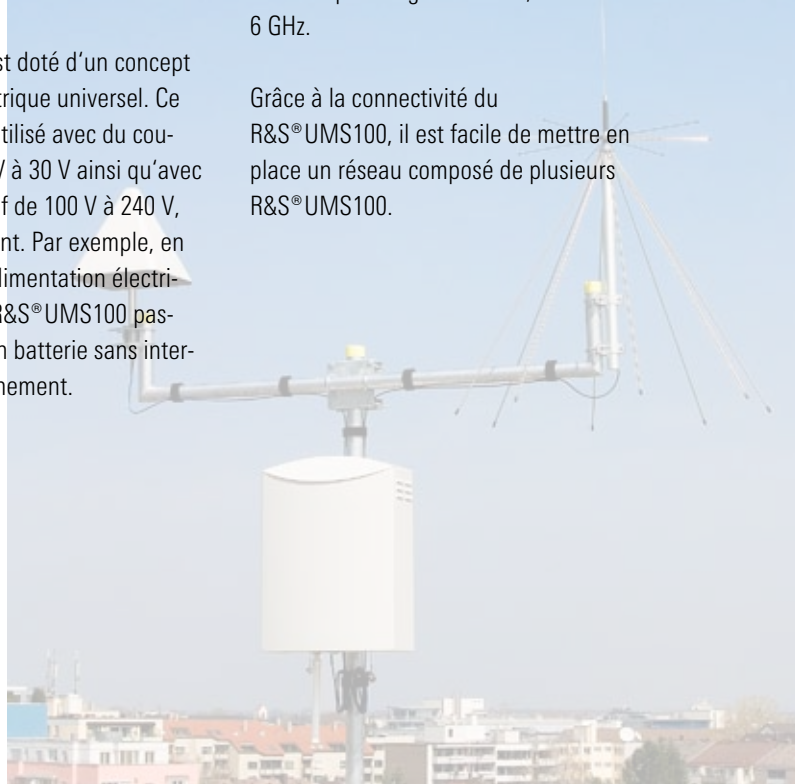 st doté d'un concept
trique universel. Ce
tilisé avec du cou-
V à 30 V ainsi qu'avec
f de 100 V à 240 V,
nt. Par exemple, en
limentation électri-
R&S®UMS100 pas-
n batterie sans inter-
nement.
6 GHz.
Grâce à la connectivité du
R&S®UMS100, il est facile de mettre en
place un réseau composé de plusieurs
R&S®UMS100.